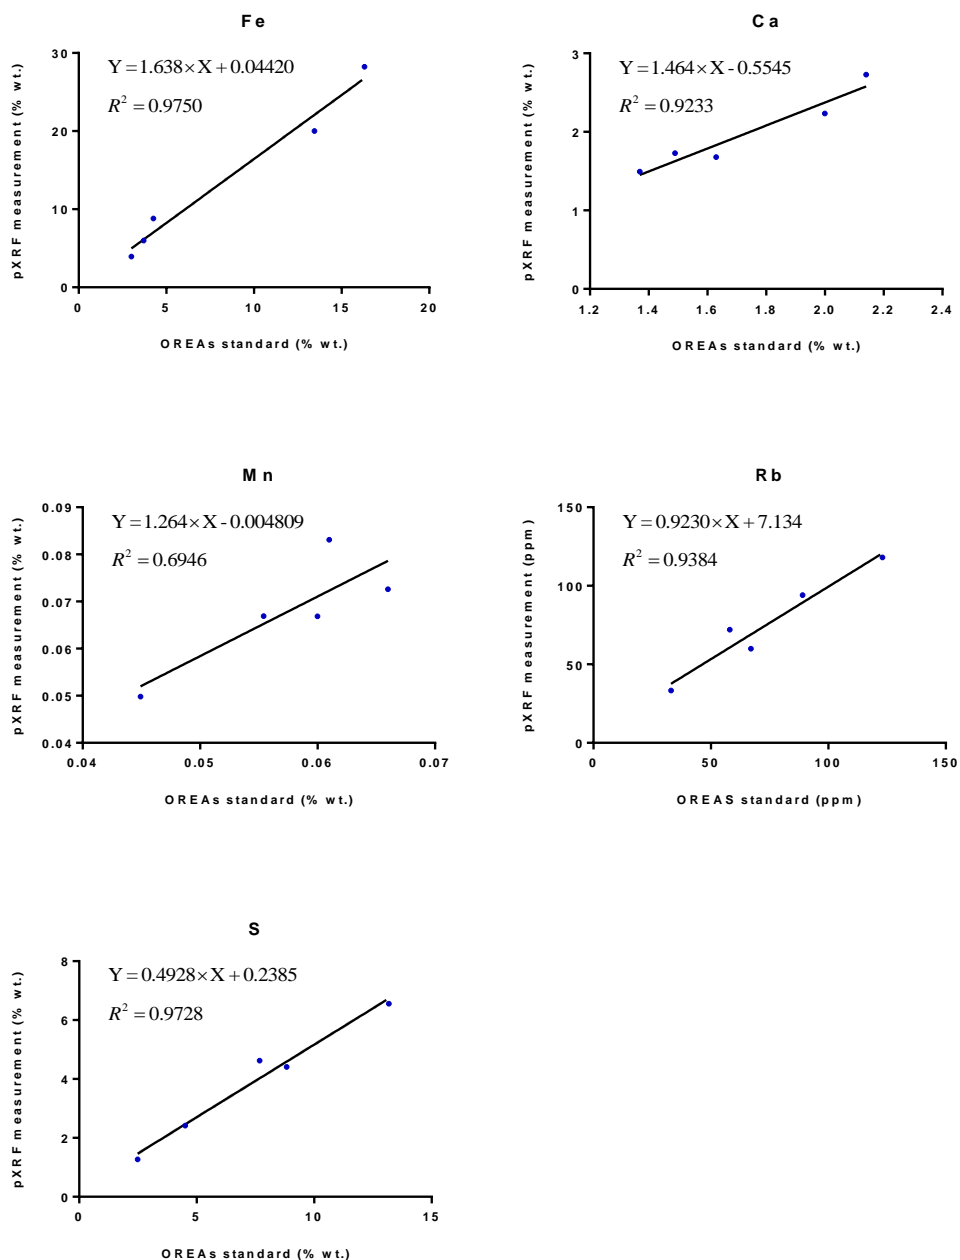 Fe
Y=1.638×X+0.04420
R² = 0.9750
pXRF measurement (% wt.)
30
20
10
0
0 5 10 15 20
OREAs standard (% wt.)
Ca
Y=1.464×X-0.5545
R² = 0.9233
pXRF measurement (% wt.)
3
2
1
0
1.2 1.4 1.6 1.8 2.0 2.2 2.4
OREAs standard (% wt.)
Mn
Y=1.264×X-0.004809
R² = 0.6946
pXRF measurement (% wt.)
0.09
0.08
0.07
0.06
0.05
0.04
0.04 0.05 0.06 0.07
OREAs standard (% wt.)
Rb
Y=0.9230×X+7.134
R² = 0.9384
pXRF measurement (ppm)
150
100
50
0
0 50 100 150
OREAS standard (ppm)
S
Y=0.4928×X+0.2385
R² = 0.9728
pXRF measurement (% wt.)
8
6
4
2
0
0 5 10 15
OREAs standard (% wt.)